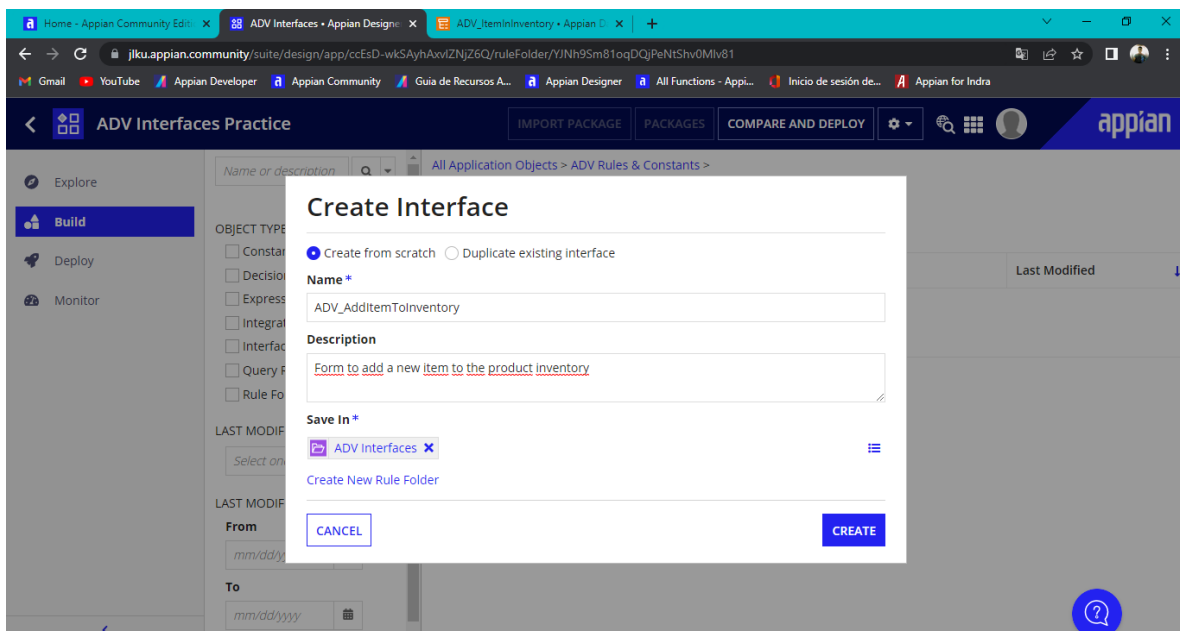 Home - Appian Community Editi
ADV Interfaces • Appian Designe
ADV_ItemInInventory • Appian D
jlku.appian.community/suite/design/app/ccEsD-wkSAyhAxvIZNjZ6Q/ruleFolder/YJNh9Sm81oqDQjPeNtShv0Mlv81
Gmail YouTube Appian Developer Appian Community Guia de Recursos A... Appian Designer All Functions - Appi... Inicio de sesión de... Appian for Indra
ADV Interfaces Practice
IMPORT PACKAGE PACKAGES COMPARE AND DEPLOY
appian
Explore
Build
Deploy
Monitor
Name or description
OBJECT TYPE
Constan
Decision
Express
Integrat
Interfac
Query R
Rule Fo
LAST MODIF
Select on
LAST MODIF
From
mm/dd/yy
To
mm/dd/yyyy
All Application Objects > ADV Rules & Constants >
Last Modified
Create Interface
Create from scratch Duplicate existing interface
Name *
ADV_AddItemToInventory
Description
Form to add a new item to the product inventory
Save In *
ADV Interfaces
Create New Rule Folder
CANCEL
CREATE